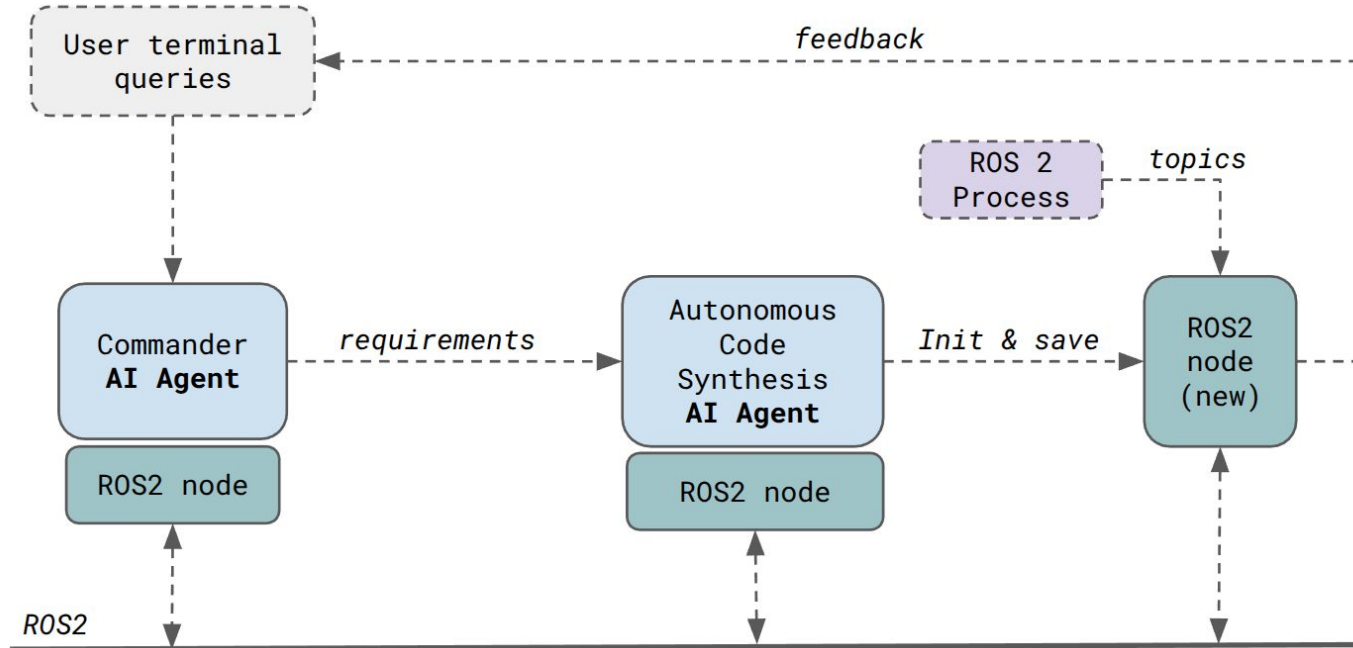 User terminal
queries
feedback
ROS 2
Process
topics
Commander
AI Agent
requirements
Autonomous
Code
Synthesis
AI Agent
Init & save
ROS2
node
(new)
ROS2 node
ROS2 node
ROS2